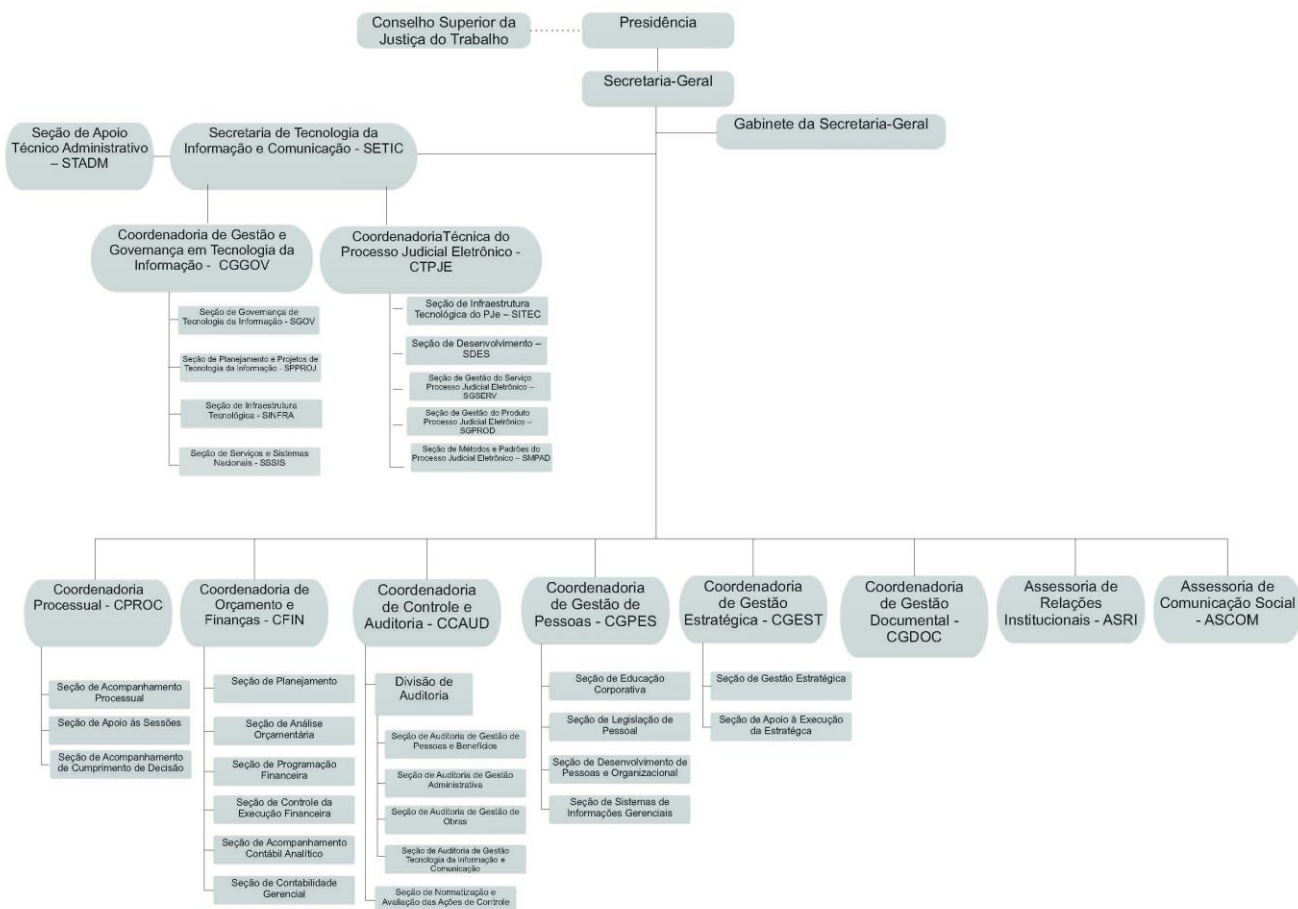 Conselho Superior da
Justiça do Trabalho
Presidência
Secretaria-Geral
Gabinete da Secretaria-Geral
Seção de Apoio
Técnico Administrativo
– STADM
Secretaria de Tecnologia da
Informação e Comunicação - SETIC
Coordenadoria de Gestão e
Governança em Tecnologia da
Informação - CGGOV
CoordenadoriaTécnica do
Processo Judicial Eletrônico -
CTPJE
Seção de Governança de
Tecnologia da Informação - SGOV
Seção de Planejamento e Projetos de
Tecnologia da Informação - SPPROJ
Seção de Infraestrutura
Tecnológica - SINFRA
Seção de Serviços e Sistemas
Nacionais - SSSIS
Seção de Infraestrutura
Tecnológica do PJe – SITEC
Seção de Desenvolvimento –
SDES
Seção de Gestão do Serviço
Processo Judicial Eletrônico –
SGSERV
Seção de Gestão do Produto
Processo Judicial Eletrônico –
SGPROD
Seção de Métodos e Padrões do
Processo Judicial Eletrônico – SMPAD
Coordenadoria
Processual - CPROC
Seção de Acompanhamento
Processual
Seção de Apoio às Sessões
Seção de Acompanhamento
de Cumprimento de Decisão
Coordenadoria de
Orçamento e
Finanças - CFIN
Seção de Planejamento
Seção de Análise
Orçamentária
Seção de Programação
Financeira
Seção de Controle da
Execução Financeira
Seção de Acompanhamento
Contábil Analítico
Seção de Contabilidade
Gerencial
Coordenadoria
de Controle e
Auditoria - CCAUD
Divisão de
Auditoria
Seção de Auditoria de Gestão de
Pessoas e Benefícios
Seção de Auditoria de Gestão
Administrativa
Seção de Auditoria de Gestão de
Obras
Seção de Auditoria de Gestão
Tecnologia da Informação e
Comunicação
Seção de Normatização e
Avaliação das Ações de Controle
Coordenadoria
de Gestão de
Pessoas - CGPES
Seção de Educação
Corporativa
Seção de Legislação de
Pessoal
Seção de Desenvolvimento de
Pessoas e Organizacional
Seção de Sistemas de
Informações Gerenciais
Coordenadoria
de Gestão
Estratégica - CGEST
Seção de Gestão Estratégica
Seção de Apoio à Execução
da Estratégca
Coordenadoria
de Gestão
Documental -
CGDOC
Assessoria de
Relações
Institucionais - ASRI
Assessoria de
Comunicação Social
- ASCOM